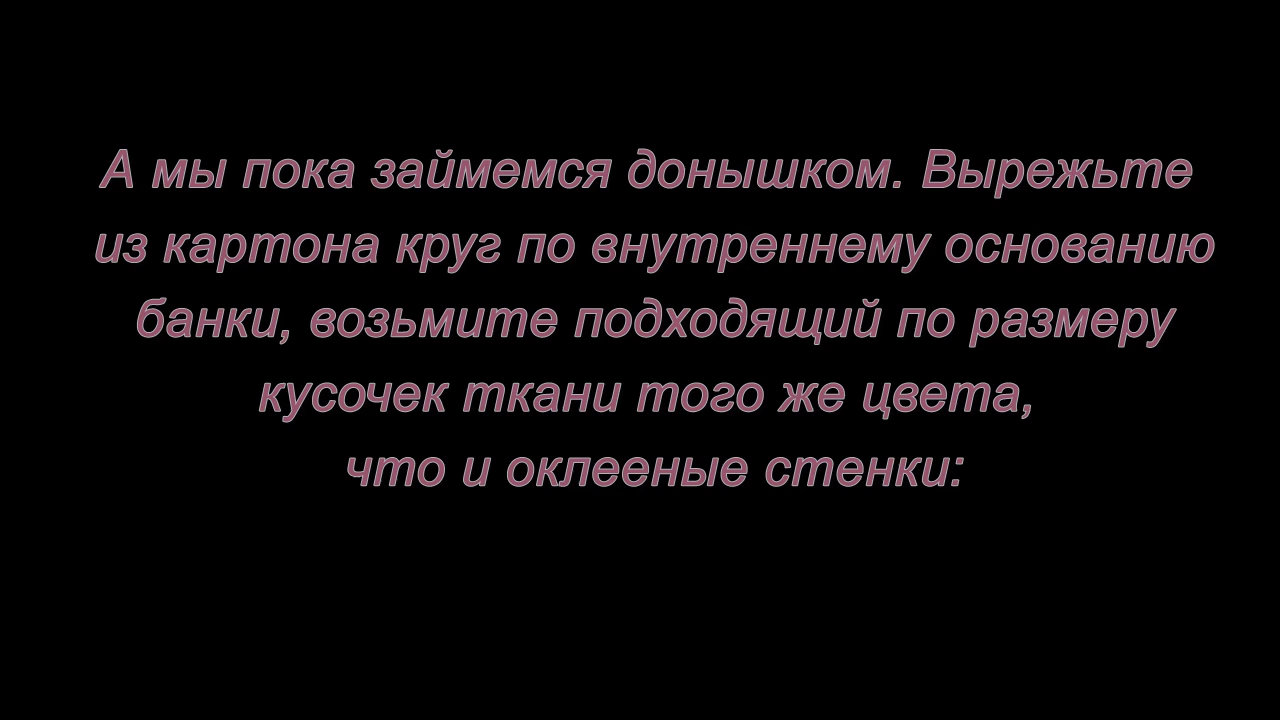 А мы пока займемся донышком. Вырежьте
из картона круг по внутреннему основанию
банки, возьмите подходящий по размеру
кусочек ткани того же цвета,
что и оклееные стенки: